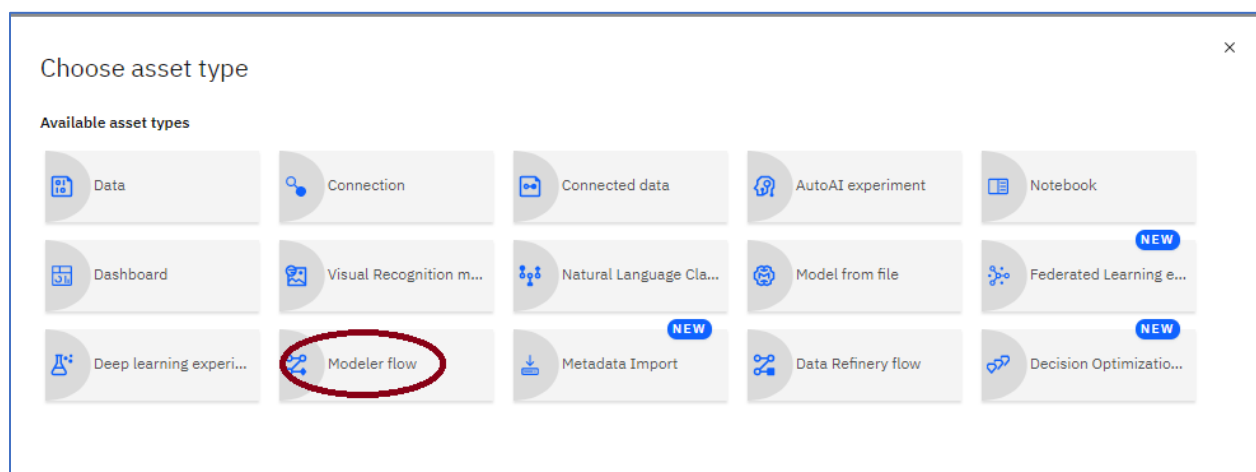 Choose asset type
Available asset types
Data
Connection
Connected data
AutoAI experiment
Notebook
NEW
Dashboard
Visual Recognition m...
Natural Language Cla...
Model from file
Federated Learning e...
NEW
NEW
Deep learning experi...
Modeler flow
Metadata Import
Data Refinery flow
Decision Optimizatio...